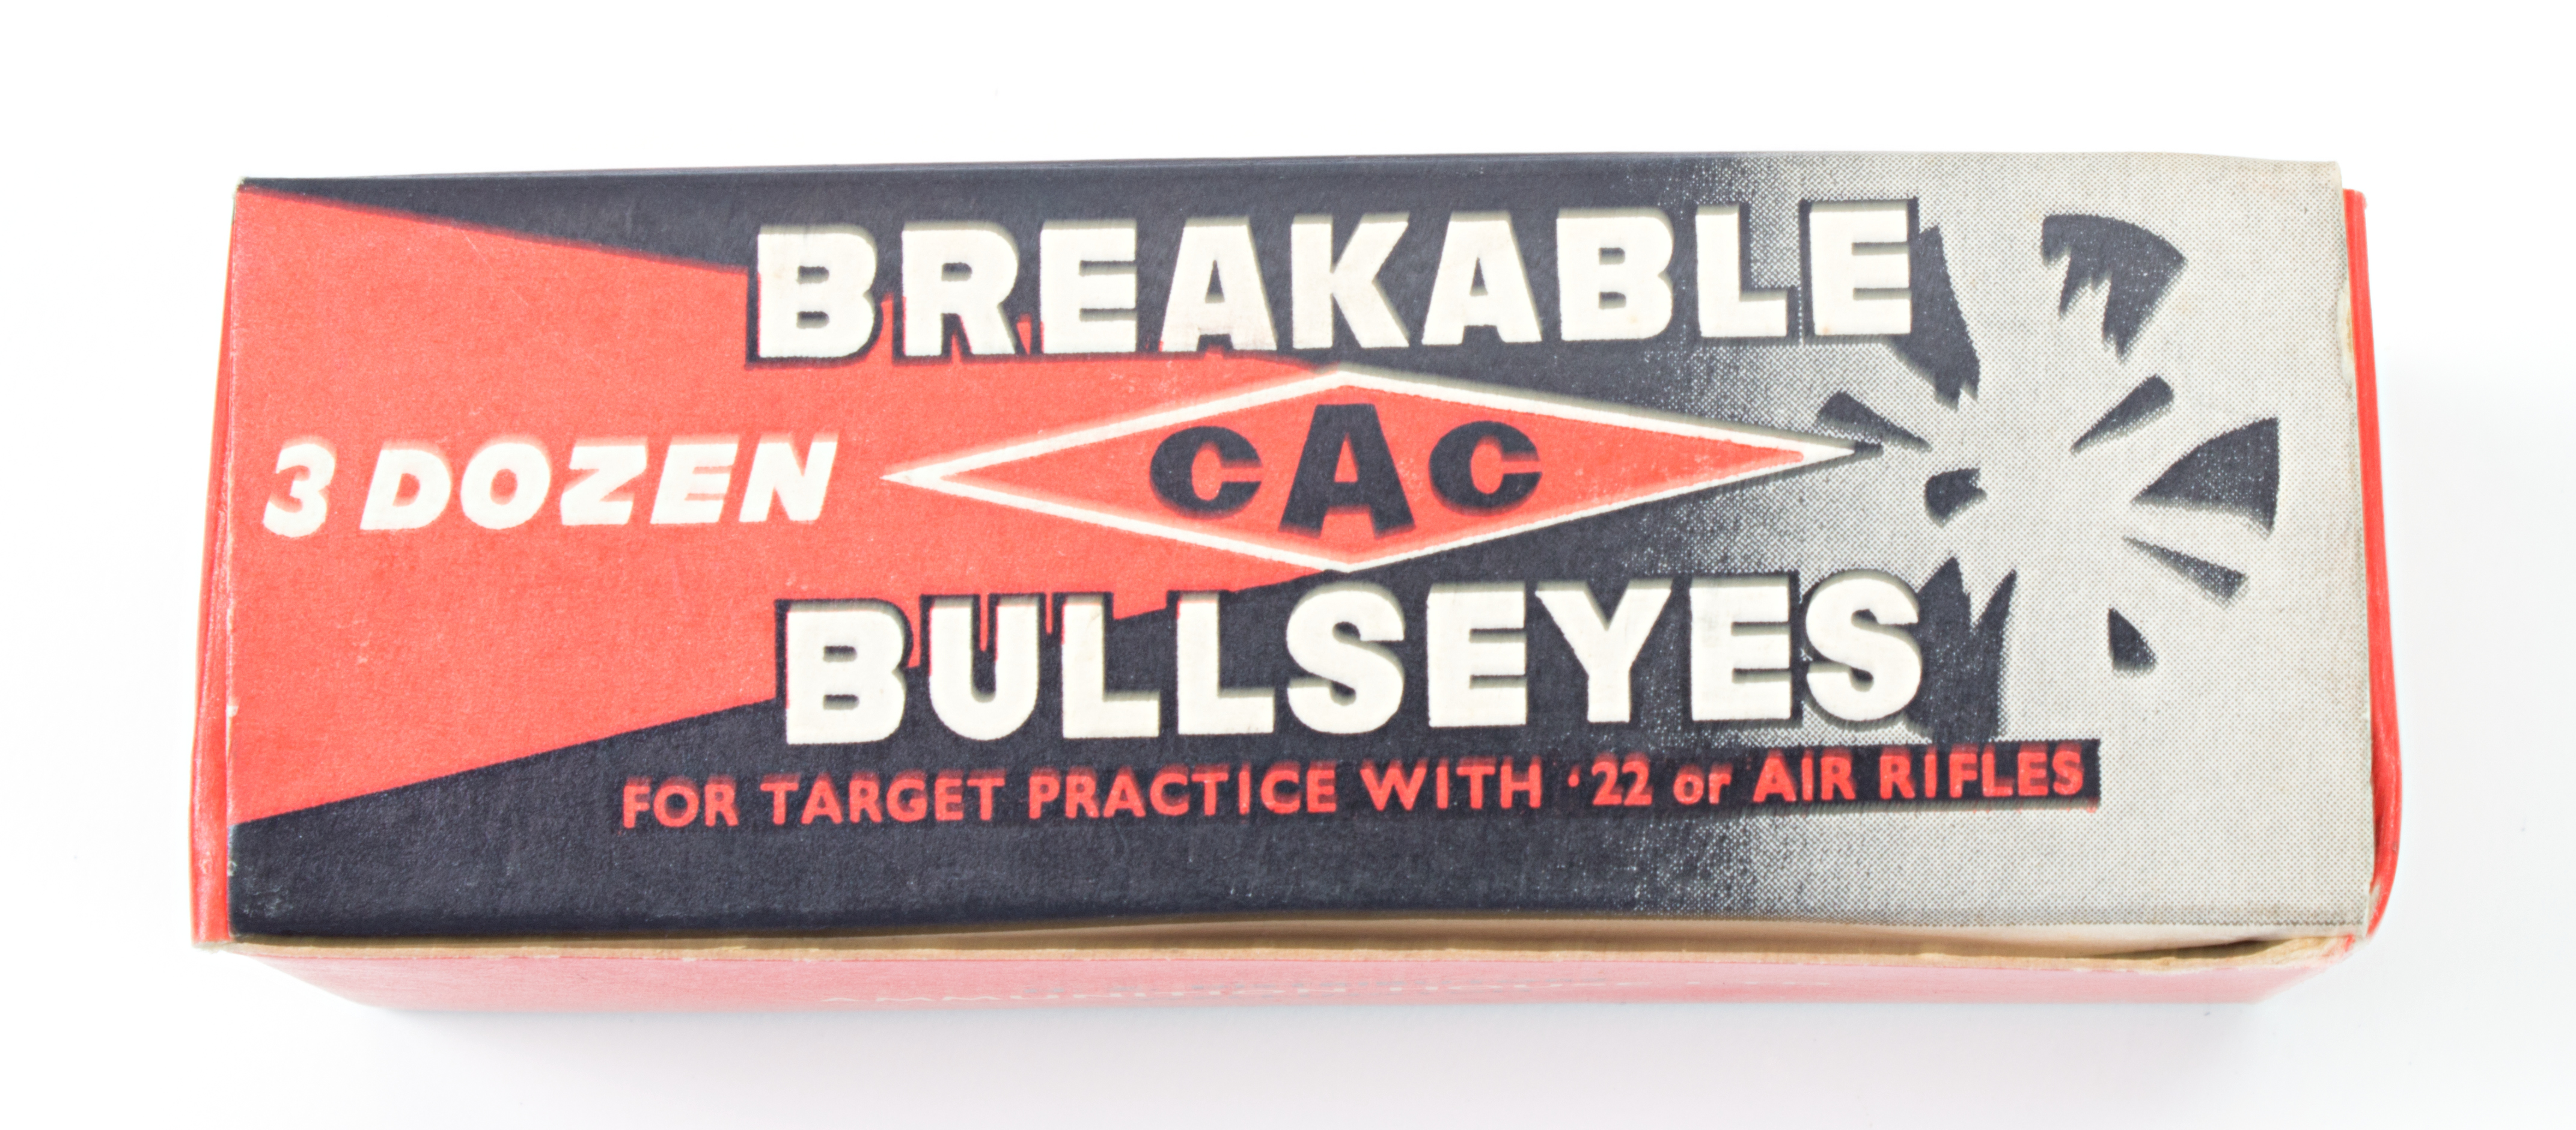 BREAKABLE
3 DOZEN
CAC
BULLSEYES
FOR TARGET PRACTICE WITH ·22 or AIR RIFLES